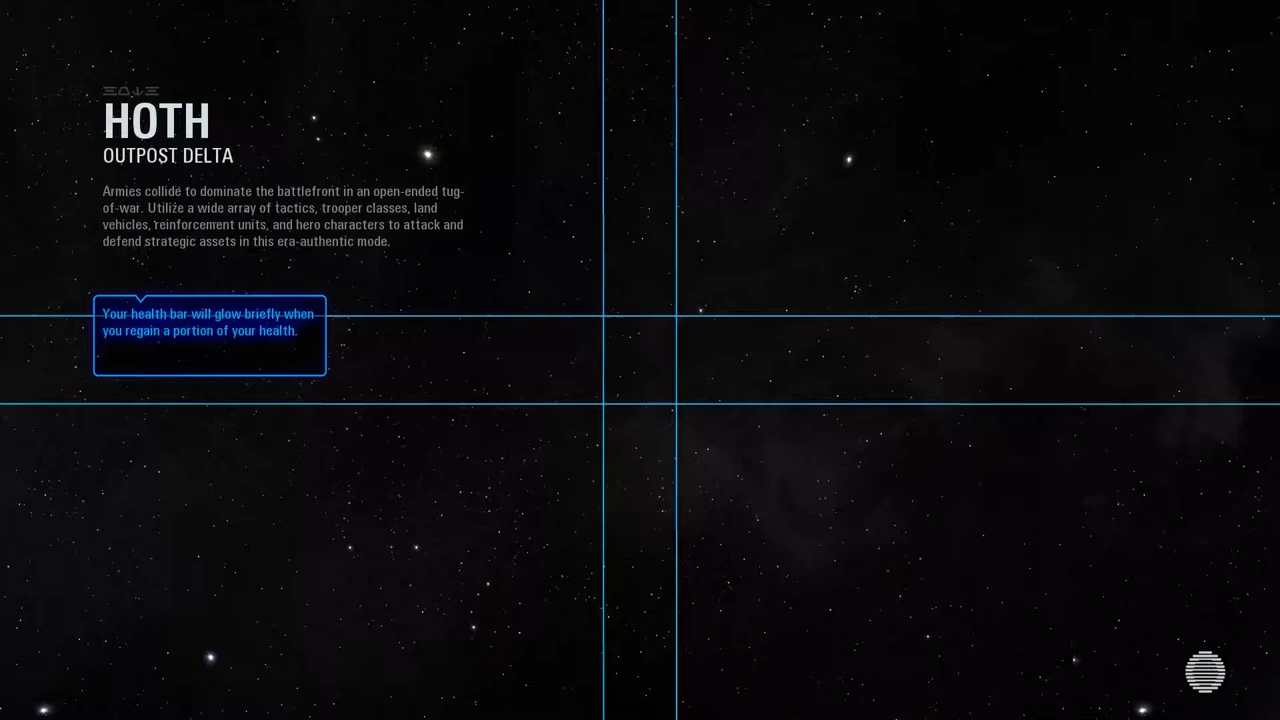 HOTH
OUTPOST DELTA
Armies collide to dominate the battlefront in an open-ended tug-
of-war. Utilize a wide array of tactics, trooper classes, land
vehicles, reinforcement units, and hero characters to attack and
defend strategic assets in this era-authentic mode.
Your health bar will glow briefly when
you regain a portion of your health.